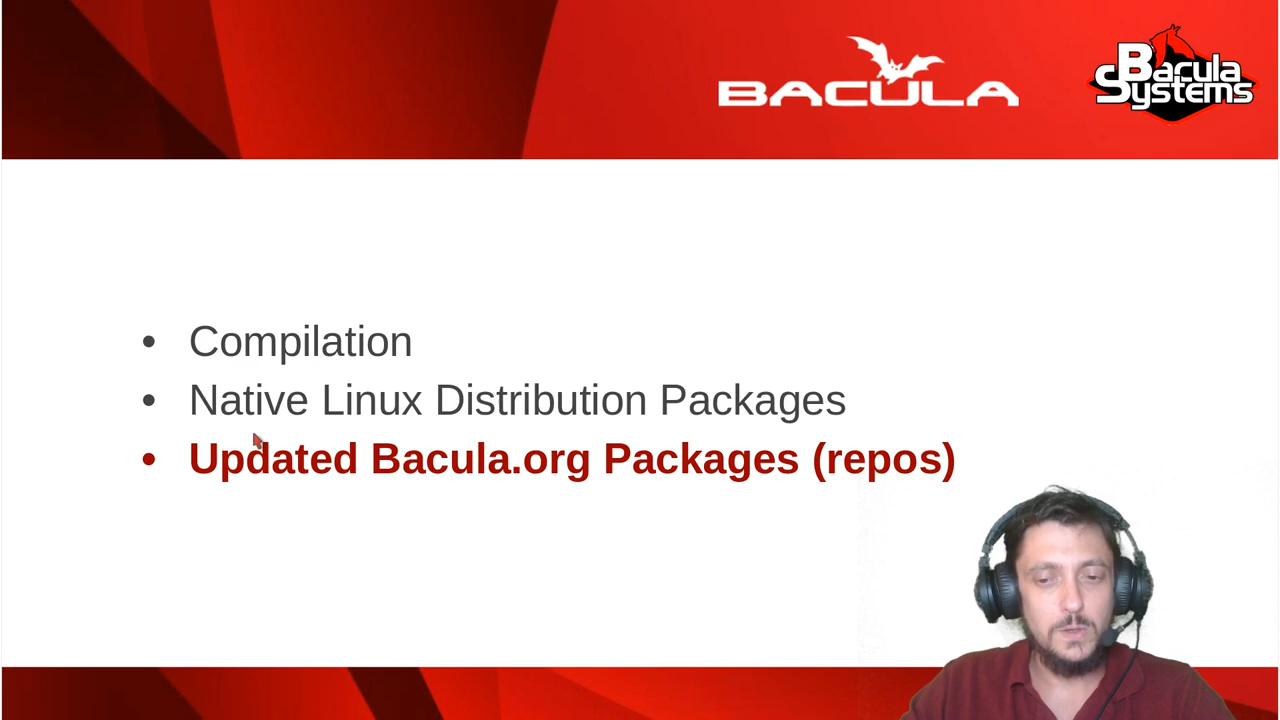 BACULA
Bacula
Systems
• Compilation
• Native Linux Distribution Packages
• Updated Bacula.org Packages (repos)